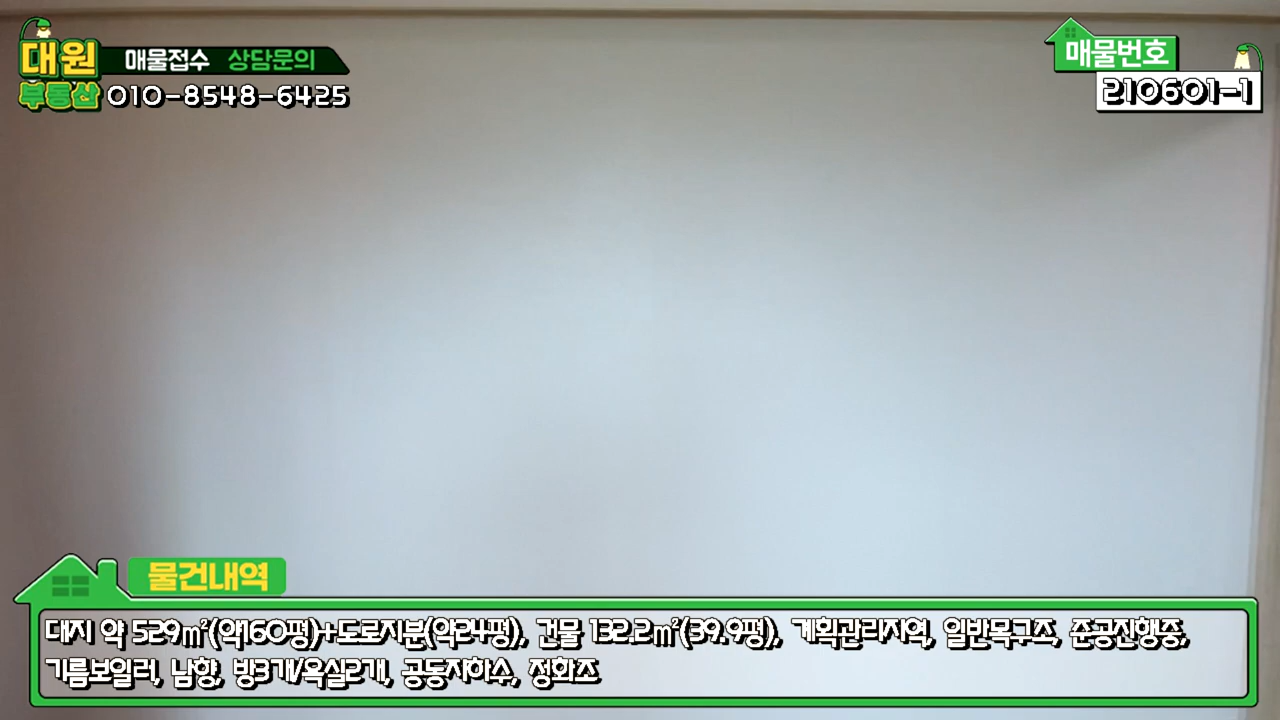 대원 매물접수 상담문의
부동산 010-8548-6425
매물번호
210601-1
물건내역
대지 약 529㎡(약160평)+도로지분(약24평), 건물 132.2㎡(39.9평), 계획관리지역, 일반목구조, 준공진행중,
기름보일러, 남향, 방3개/욕실2개, 공동지하수, 정화조